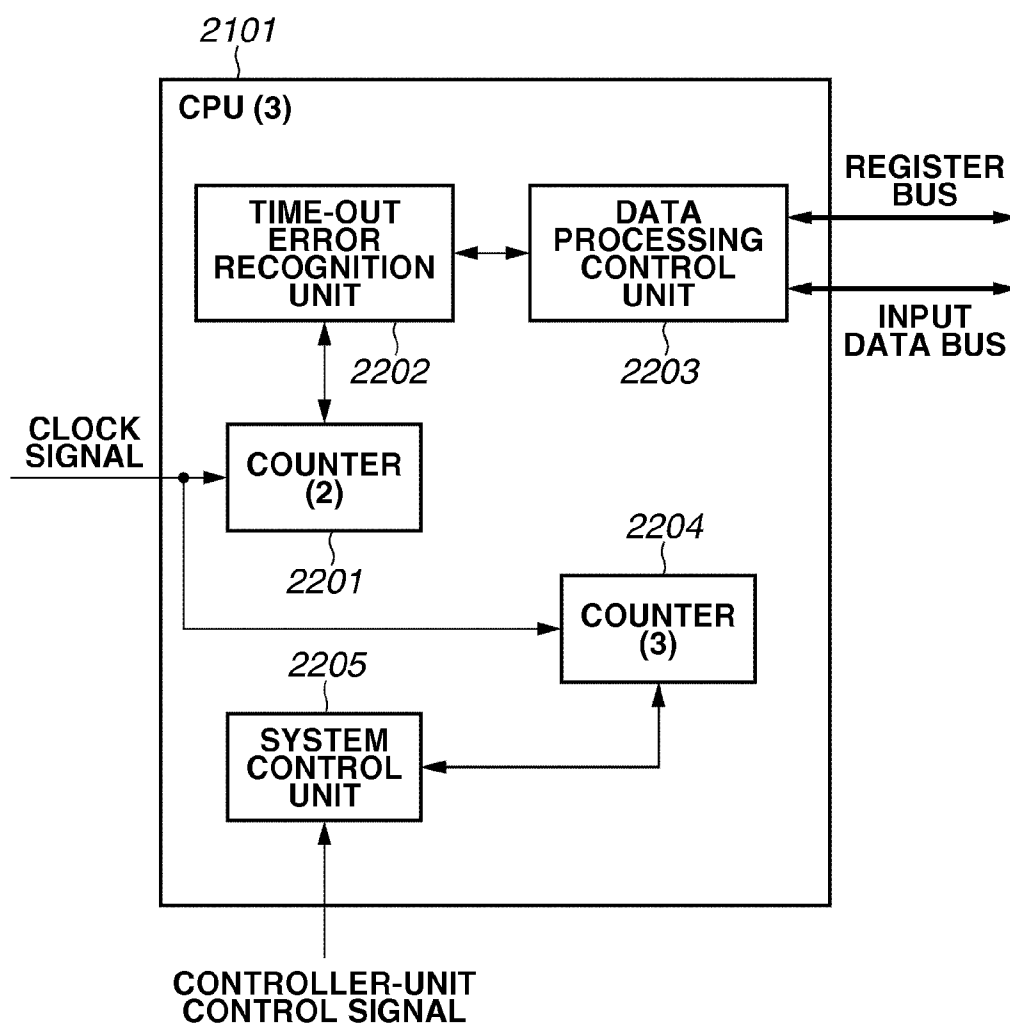 2101
CPU (3)
TIME-OUT
ERROR
RECOGNITION
UNIT
2202
DATA
PROCESSING
CONTROL
UNIT
2203
REGISTER
BUS
INPUT
DATA BUS
CLOCK
SIGNAL
COUNTER
(2)
2201
2204
COUNTER
(3)
2205
SYSTEM
CONTROL
UNIT
CONTROLLER-UNIT
CONTROL SIGNAL